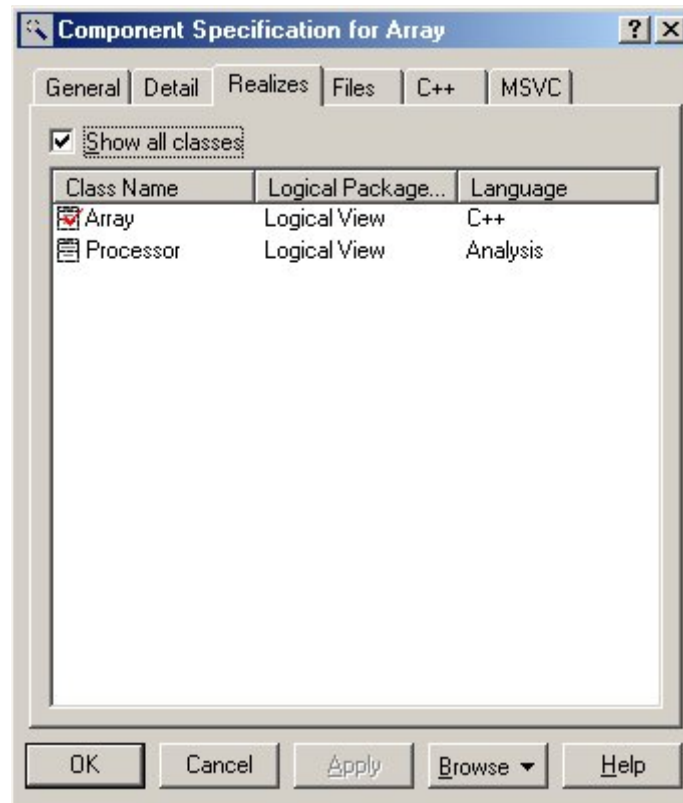 Component Specification for Array
General Detail Realizes Files C++ MSVC
Show all classes
Class Name Logical Package... Language
Array Logical View C++
Processor Logical View Analysis
OK Cancel Apply Browse Help